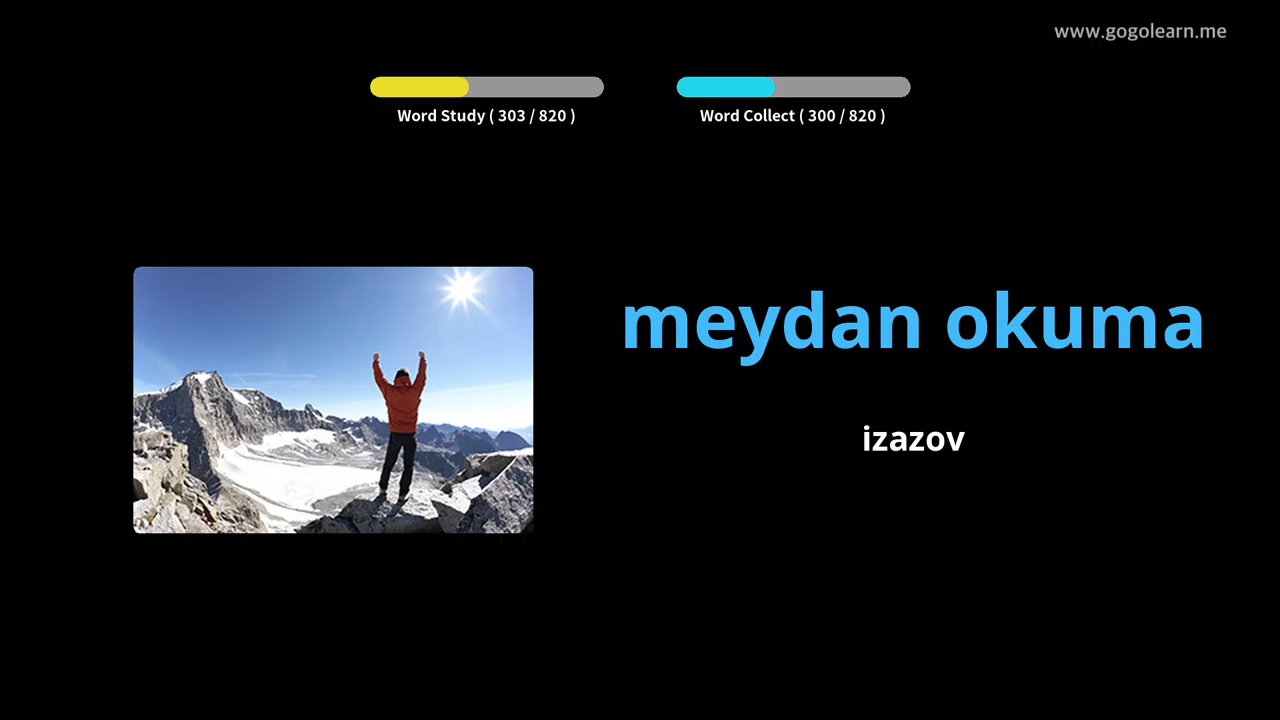 www.gogolearn.me
Word Study ( 303 / 820 )
Word Collect ( 300 / 820 )
meydan okuma
izazov